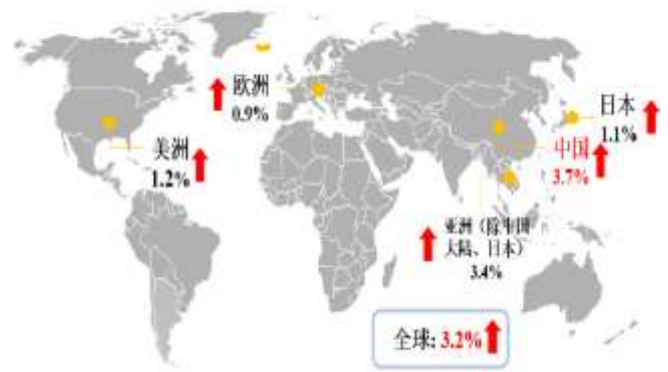 欧洲
0.9%
日本
1.1%
美洲
1.2%
中国
3.7%
亚洲(除中国
大陆、日本)
3.4%
全球: 3.2%